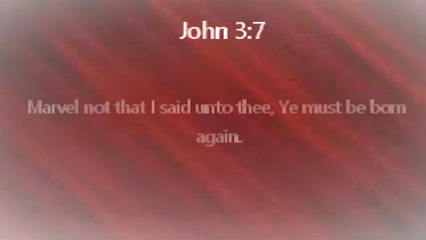 John 3:7
Marvel not that I said unto thee, Ye must be born
again.